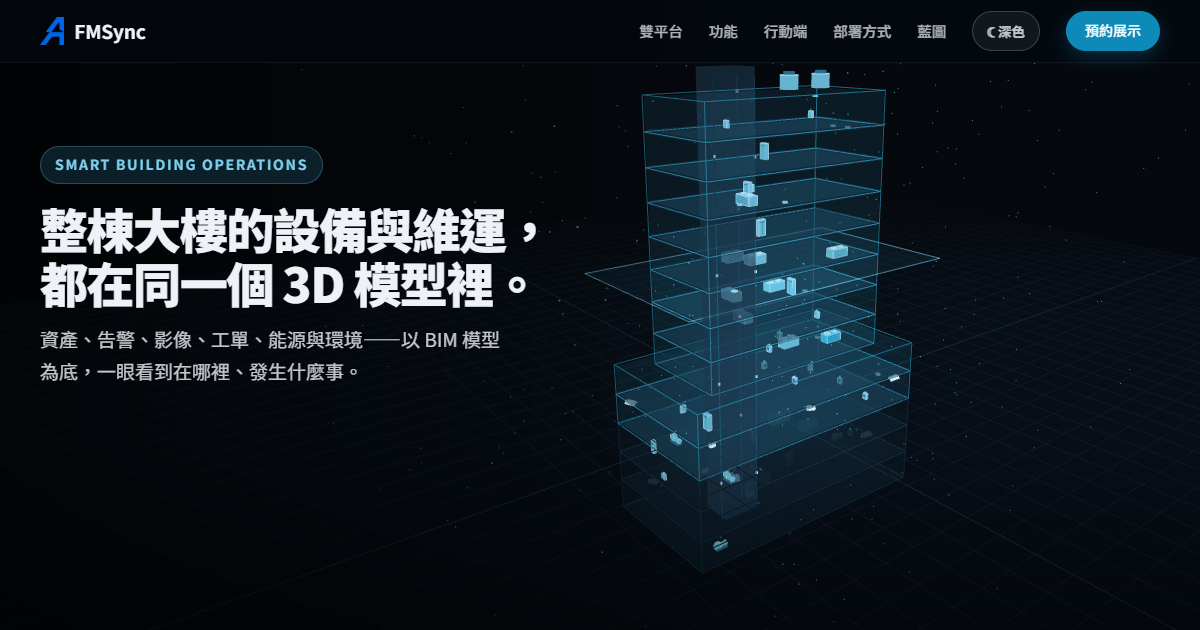 FMSync
雙平台
功能
行動端
部署方式
藍圖
深色
預約展示
SMART BUILDING OPERATIONS
整棟大樓的設備與維運，
都在同一個 3D 模型裡。
資產、告警、影像、工單、能源與環境——以 BIM 模型
為底，一眼看到在哪裡、發生什麼事。